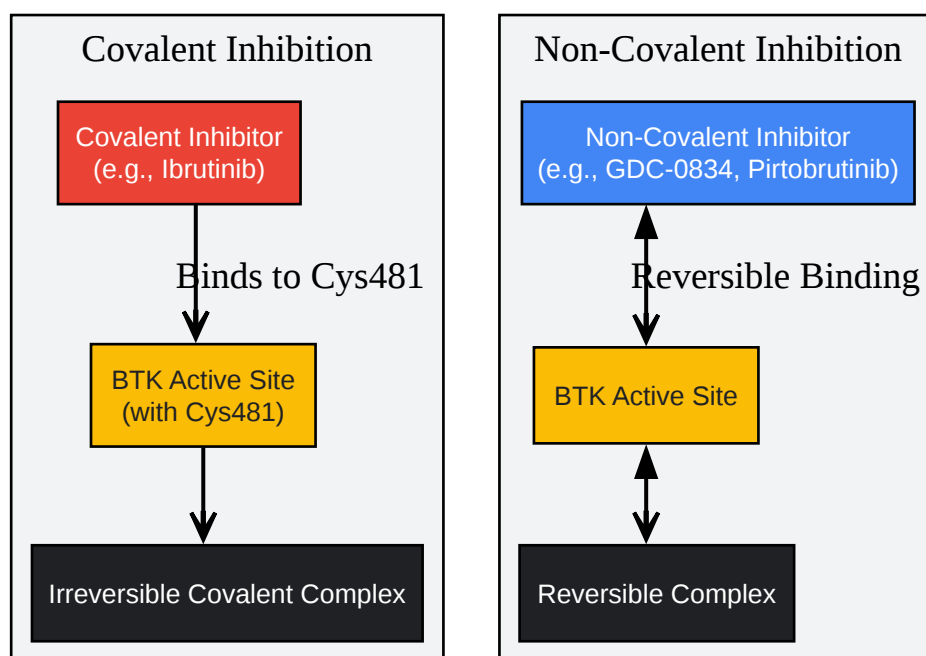 Covalent Inhibition
Covalent Inhibitor
(e.g., Ibrutinib)
Binds to Cys481
BTK Active Site
(with Cys481)
Irreversible Covalent Complex
Non-Covalent Inhibition
Non-Covalent Inhibitor
(e.g., GDC-0834, Pirtobrutinib)
Reversible Binding
BTK Active Site
Reversible Complex